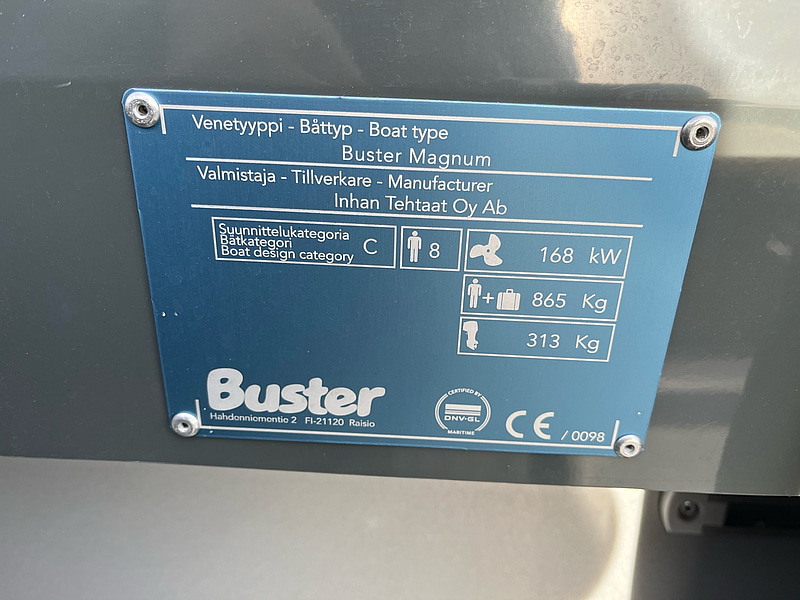 Venetyyppi - Båttyp - Boat type
Buster Magnum
Valmistaja - Tillverkare - Manufacturer
Inhan Tehtaat Oy Ab
Suunnittelukategoria
Båtkategori
Boat design category
C
8
168 kW
+ 865 Kg
313 Kg
Buster
Hahdenniementie 2 FI-21120 Raisio
CERTIFIED BY
DNV·GL
MARITIME
CE / 0098